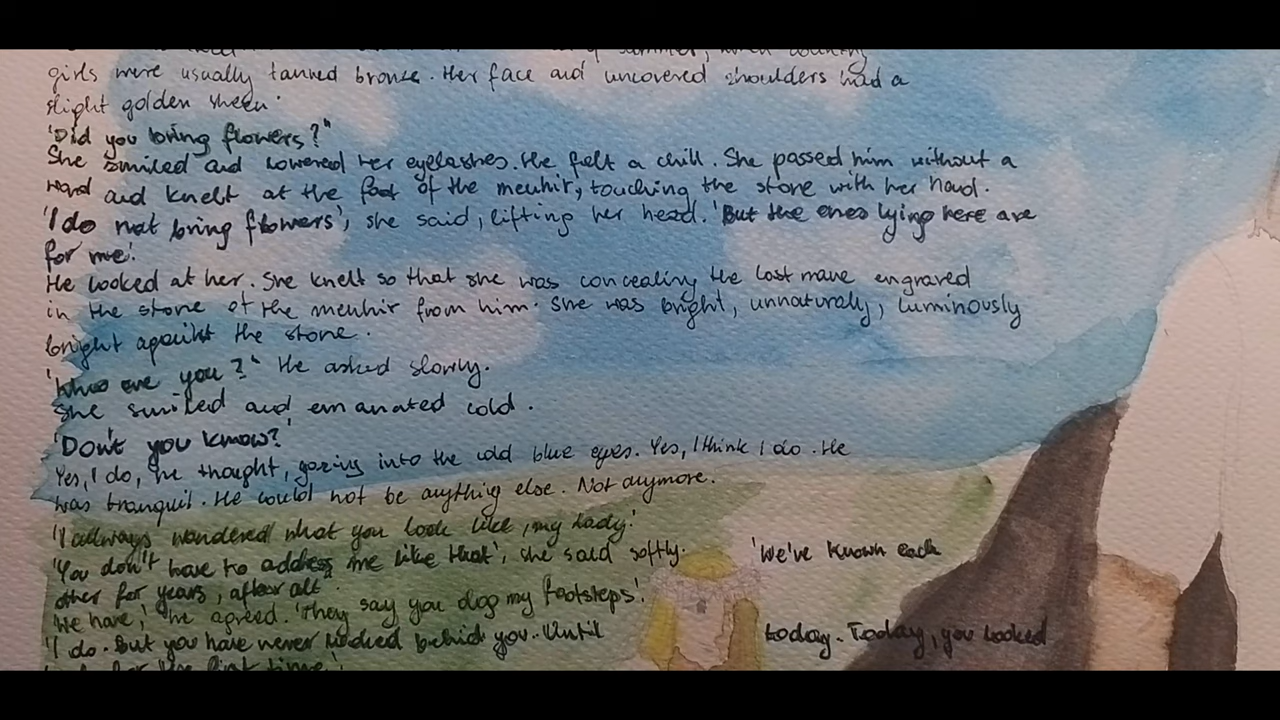 summer, when country
girls were usually tanned bronze. Her face and uncovered shoulders had a
slight golden sheen.
'Did you bring flowers?"
She smiled and lowered her eyelashes. He felt a chill. She passed him without a
word and knelt at the foot of the menhir, touching the stone with her hand.
'I do not bring flowers', she said, lifting her head. 'But the ones lying here are
for me.'
He looked at her. She knelt so that she was concealing the last name engraved
in the stone of the menhir from him. She was bright, unnaturally, luminously
bright against the stone.
'Who are you?" He asked slowly.
She smiled and emanated cold.
'Don't you know?'
Yes, I do, he thought, gazing into the cold blue eyes. Yes, I think I do. He
was tranquil. He could not be anything else. Not anymore.
'I allways wondered what you look like, my Lady.'
'You don't have to address me like that', she said softly. 'We've known each
other for years, after all.
'We have,' he agreed. 'They say you dog my footsteps.'
'I do. But you have never looked behind you. Until today. Today, you looked
for the first time.'